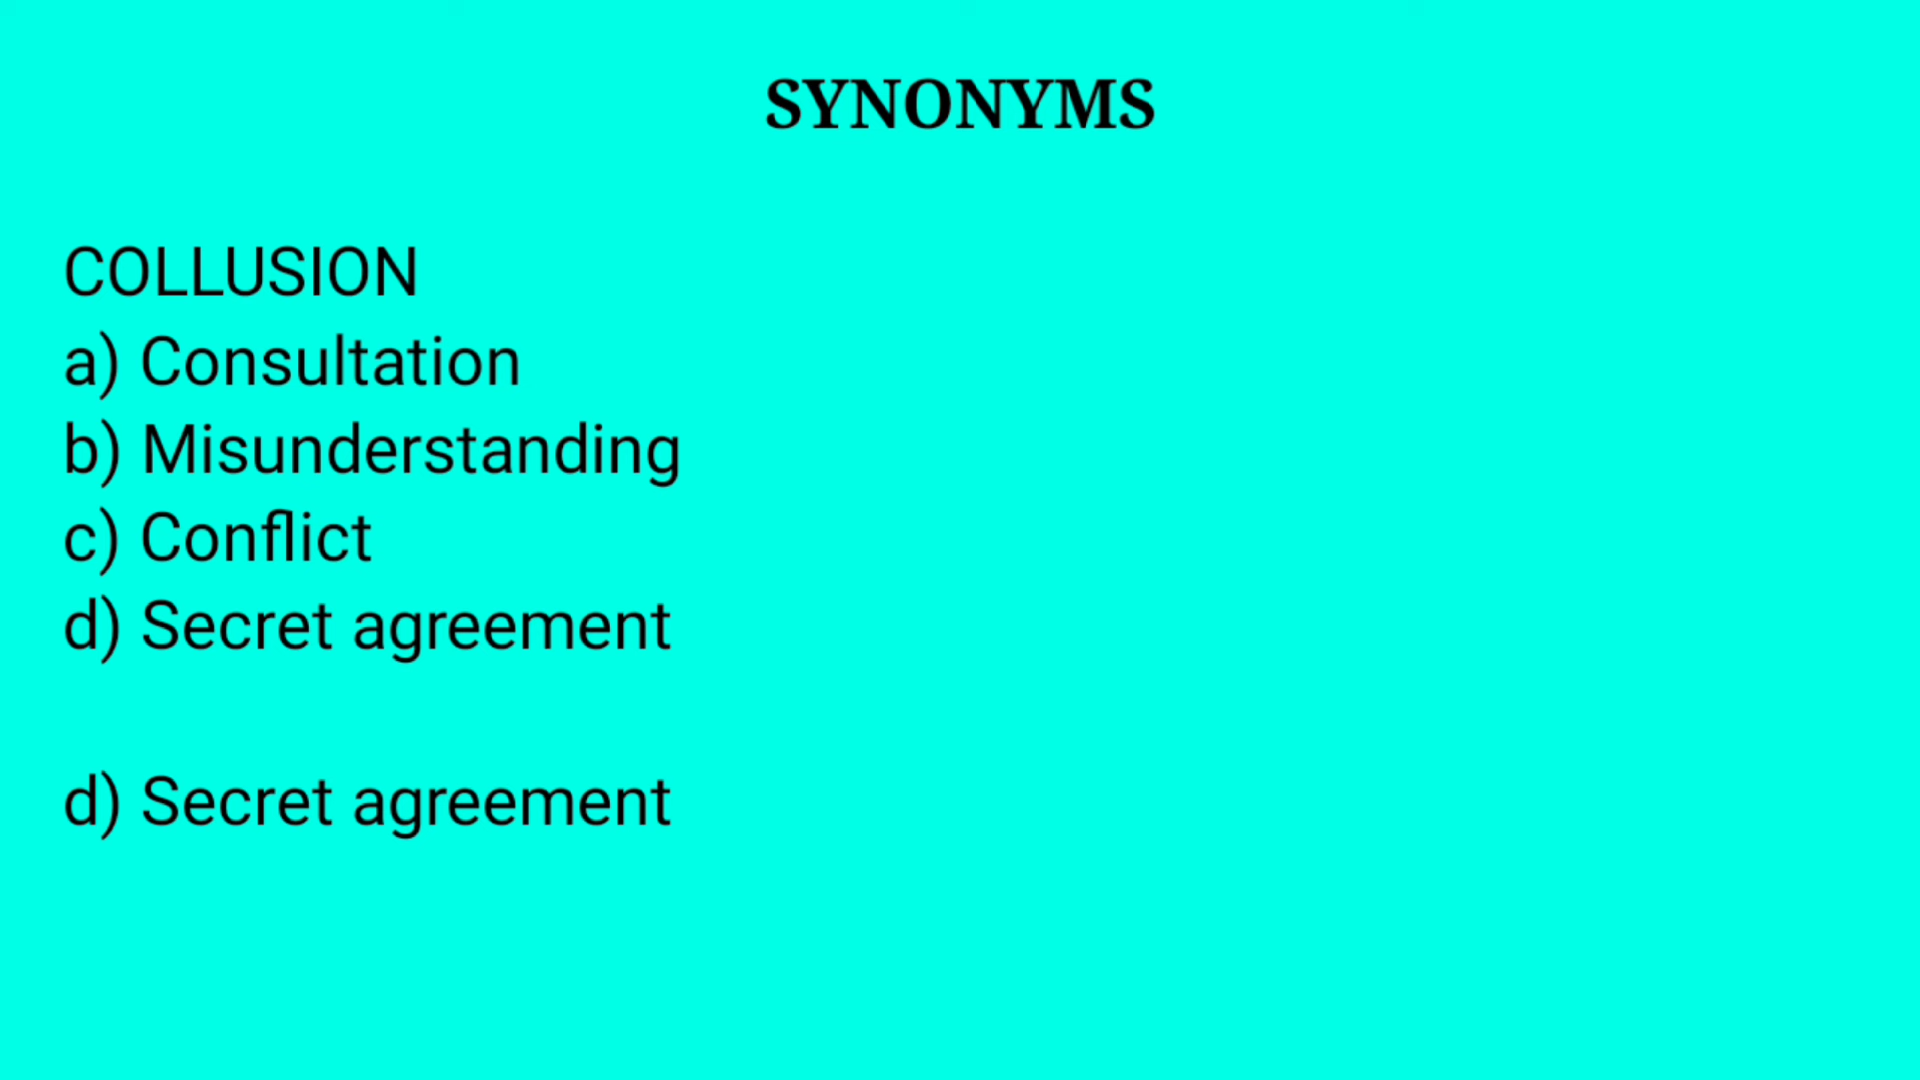 SYNONYMS
COLLUSION
a) Consultation
b) Misunderstanding
c) Conflict
d) Secret agreement
d) Secret agreement